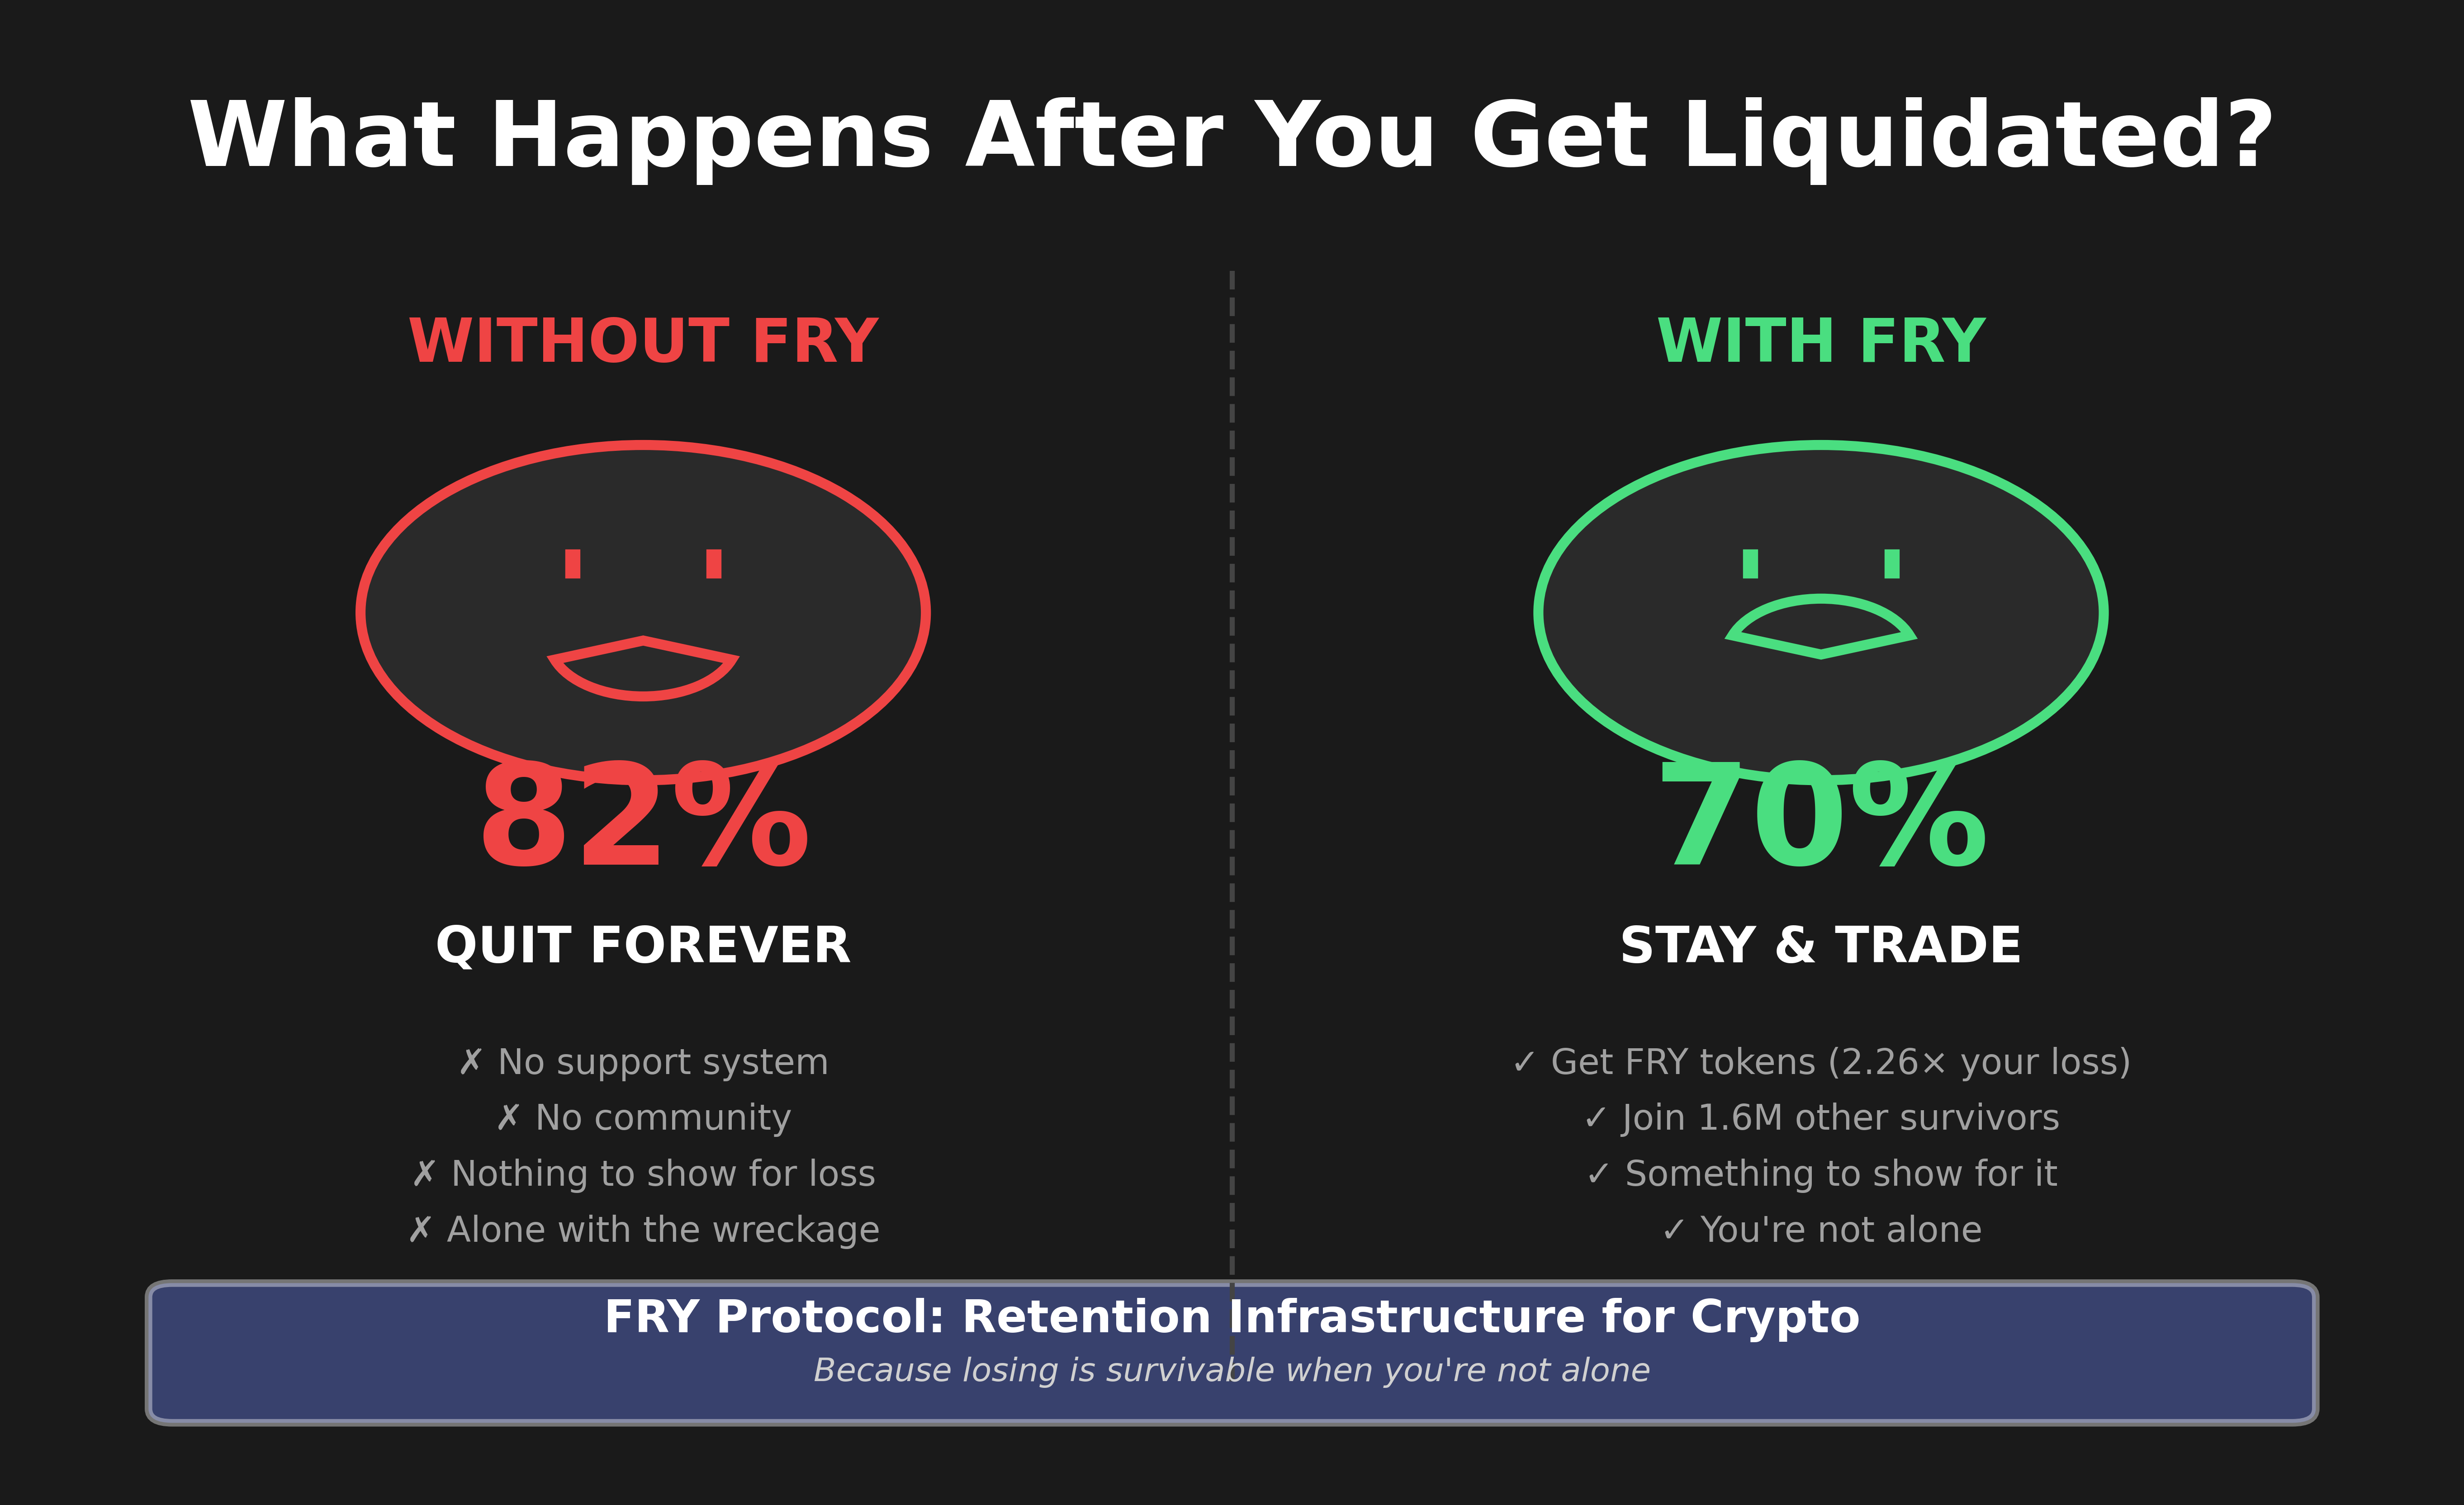 What Happens After You Get Liquidated?
WITHOUT FRY
82%
QUIT FOREVER
✗ No support system
✗ No community
✗ Nothing to show for loss
✗ Alone with the wreckage
WITH FRY
70%
STAY & TRADE
✓ Get FRY tokens (2.26× your loss)
✓ Join 1.6M other survivors
✓ Something to show for it
✓ You're not alone
FRY Protocol: Retention Infrastructure for Crypto
Because losing is survivable when you're not alone